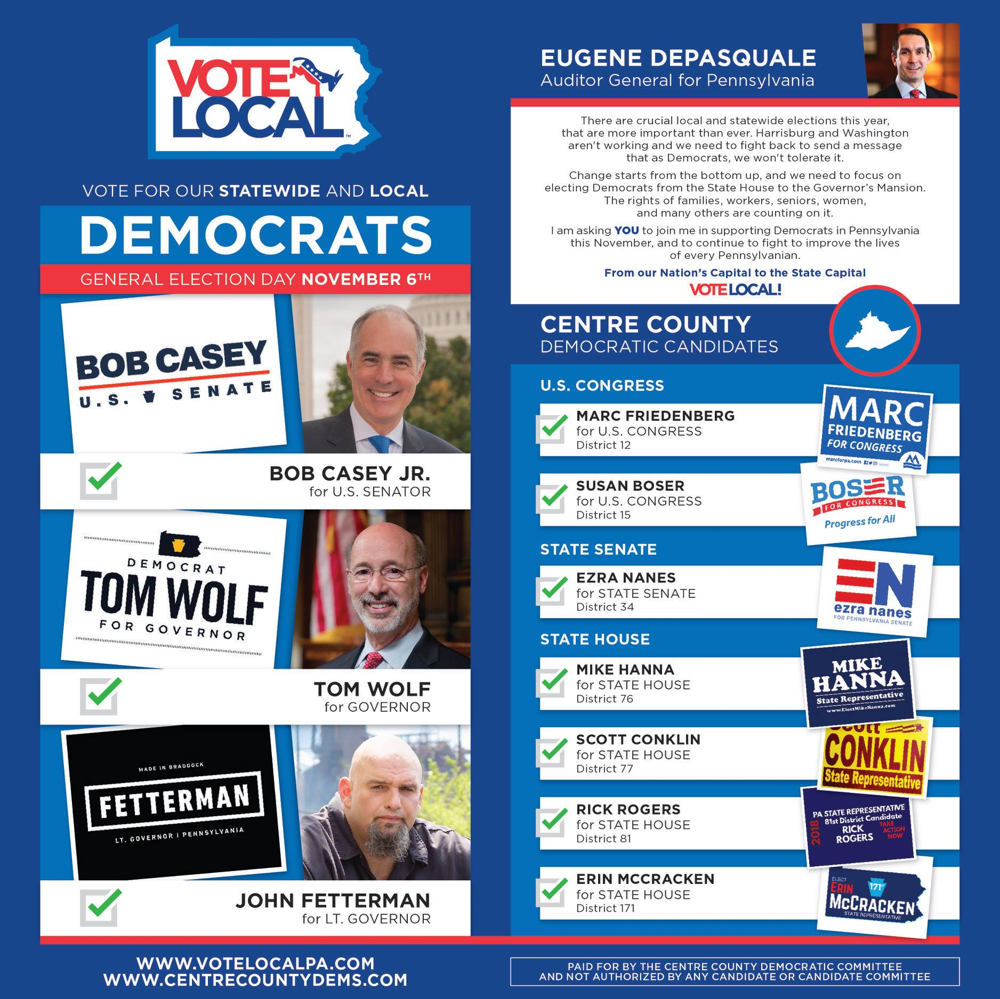 VOTE
LOCAL™
VOTE FOR OUR STATEWIDE AND LOCAL
DEMOCRATS
GENERAL ELECTION DAY NOVEMBER 6TH
BOB CASEY
U.S. SENATE
BOB CASEY JR.
for U.S. SENATOR
DEMOCRAT
TOM WOLF
FOR GOVERNOR
TOM WOLF
for GOVERNOR
MADE IN BRADDOCK
FETTERMAN
LT. GOVERNOR | PENNSYLVANIA
JOHN FETTERMAN
for LT. GOVERNOR
WWW.VOTELOCALPA.COM
WWW.CENTRECOUNTYDEMS.COM
EUGENE DEPASQUALE
Auditor General for Pennsylvania
There are crucial local and statewide elections this year,
that are more important than ever. Harrisburg and Washington
aren't working and we need to fight back to send a message
that as Democrats, we won't tolerate it.
Change starts from the bottom up, and we need to focus on
electing Democrats from the State House to the Governor's Mansion.
The rights of families, workers, seniors, women,
and many others are counting on it.
I am asking YOU to join me in supporting Democrats in Pennsylvania
this November, and to continue to fight to improve the lives
of every Pennsylvanian.
From our Nation's Capital to the State Capital
VOTE LOCAL!
CENTRE COUNTY
DEMOCRATIC CANDIDATES
U.S. CONGRESS
MARC FRIEDENBERG
for U.S. CONGRESS
District 12
MARC
FRIEDENBERG
FOR CONGRESS
marcforpa.com
SUSAN BOSER
for U.S. CONGRESS
District 15
BOSER
FOR CONGRESS
Progress for All
STATE SENATE
EZRA NANES
for STATE SENATE
District 34
EN
ezra nanes
FOR PENNSYLVANIA SENATE
STATE HOUSE
MIKE HANNA
for STATE HOUSE
District 76
MIKE
HANNA
State Representative
www.ElectMikeHanna.com
SCOTT CONKLIN
for STATE HOUSE
District 77
Scott
CONKLIN
State Representative
RICK ROGERS
for STATE HOUSE
District 81
PA STATE REPRESENTATIVE
81st District Candidate
RICK
ROGERS
TAKE
ACTION
NOW
2018
ERIN MCCRACKEN
for STATE HOUSE
District 171
ELECT
ERIN
171ST
McCRACKEN
STATE REPRESENTATIVE
PAID FOR BY THE CENTRE COUNTY DEMOCRATIC COMMITTEE
AND NOT AUTHORIZED BY ANY CANDIDATE OR CANDIDATE COMMITTEE